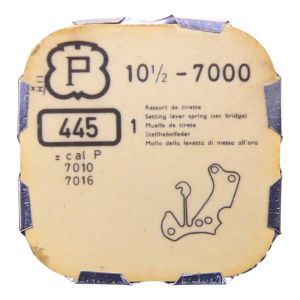 P
10½ - 7000
445
1
Ressort de tirette
Setting lever spring (set bridge)
Muelle de tirete
Stellhebelfeder
Molla della levetta di messa all'ora
= cal P
7010
7016